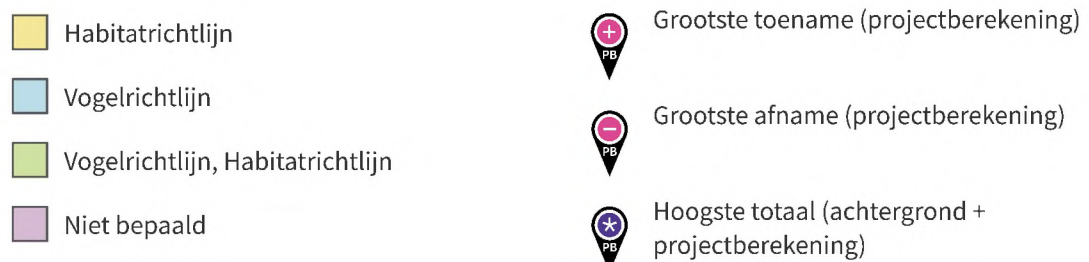 Habitatrichtlijn
Vogelrichtlijn
Vogelrichtlijn, Habitatrichtlijn
Niet bepaald
+
PB
Grootste toename (projectberekening)
−
PB
Grootste afname (projectberekening)
*
PB
Hoogste totaal (achtergrond +
projectberekening)